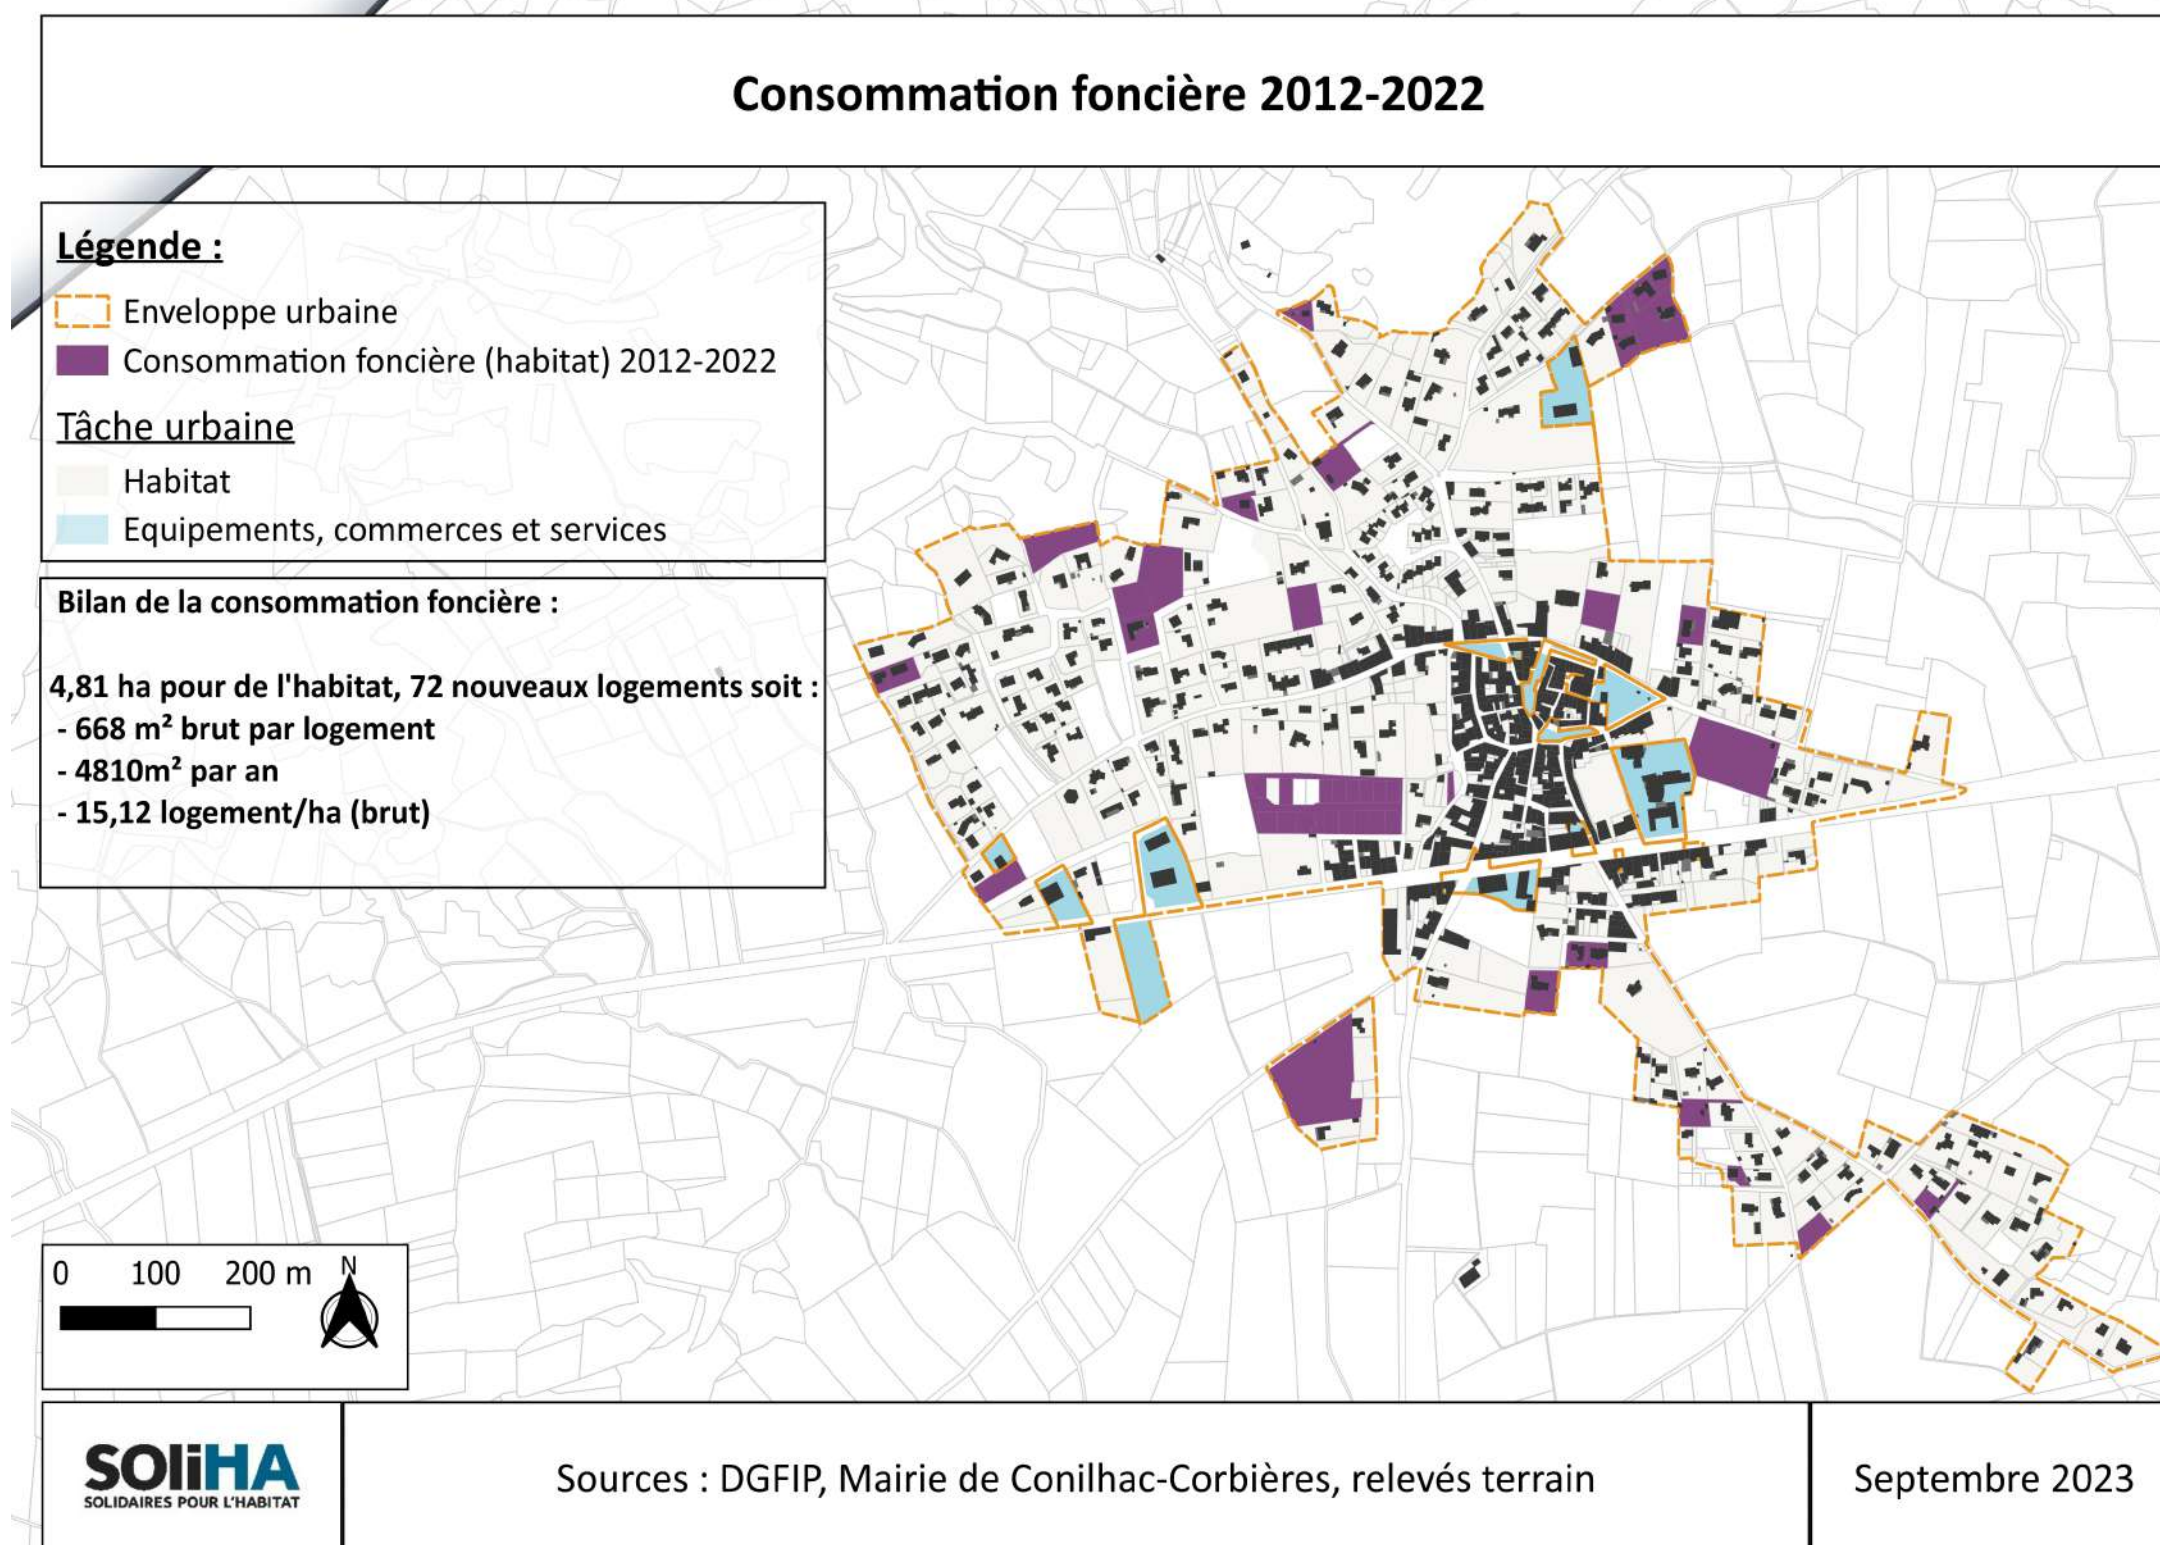 Consommation foncière 2012-2022
Légende :
Enveloppe urbaine
Consommation foncière (habitat) 2012-2022
Tâche urbaine
Habitat
Equipements, commerces et services
Bilan de la consommation foncière :
4,81 ha pour de l'habitat, 72 nouveaux logements soit :
- 668 m² brut par logement
- 4810m² par an
- 15,12 logement/ha (brut)
0 100 200 m N
SOliHA
SOLIDAIRES POUR L'HABITAT
Sources : DGFIP, Mairie de Conilhac-Corbières, relevés terrain
Septembre 2023